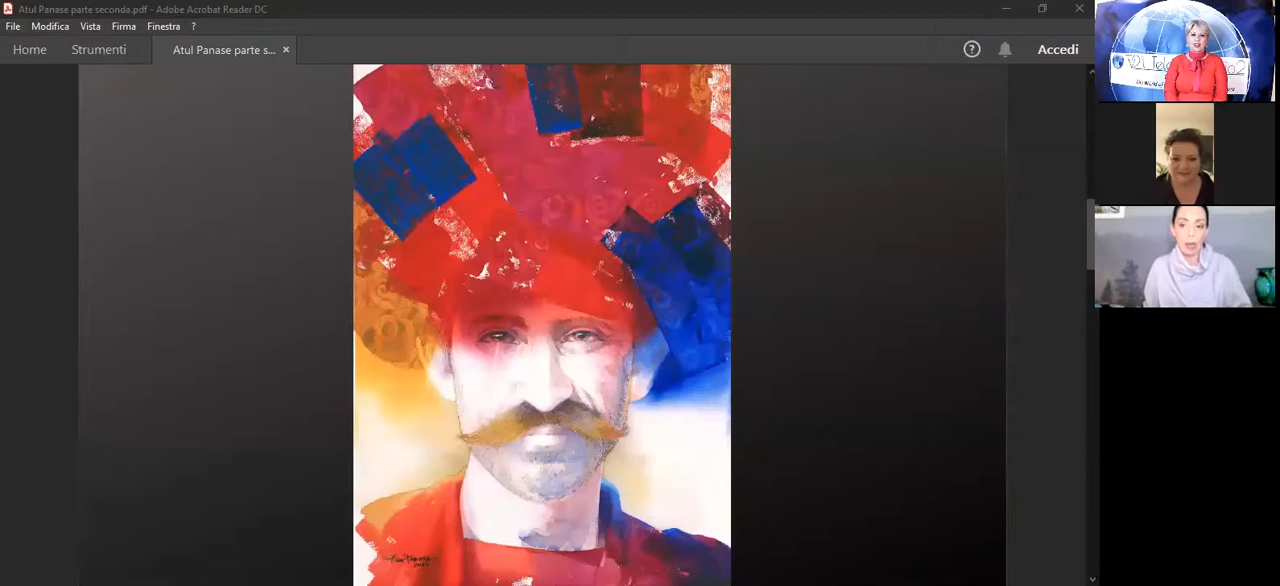 Atul Panase parte seconda.pdf - Adobe Acrobat Reader DC
File Modifica Vista Firma Finestra ?
Home Strumenti Atul Panase parte s... × Accedi